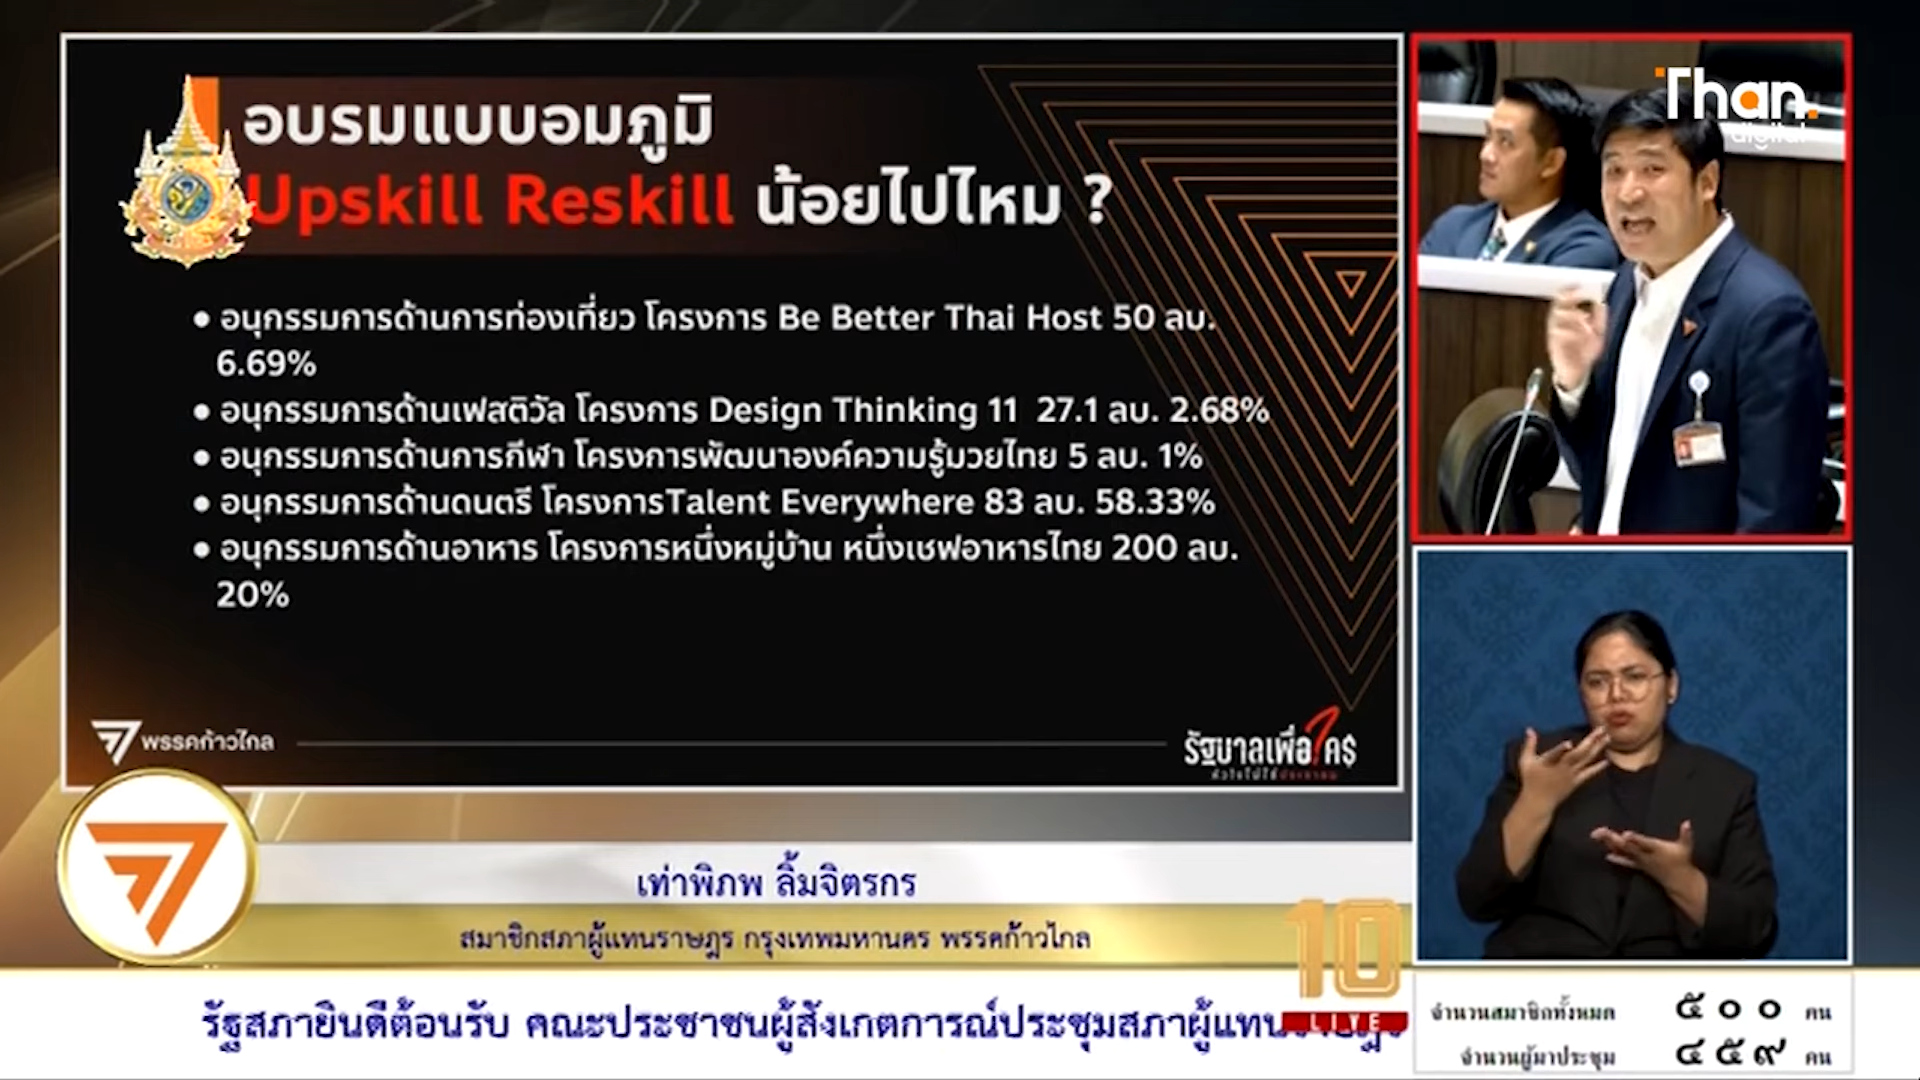 อบรมแบบอมภูมิ
Upskill Reskill น้อยไปไหม ?
• อนุกรรมการด้านการท่องเที่ยว โครงการ Be Better Thai Host 50 ลบ.
6.69%
• อนุกรรมการด้านเฟสติวัล โครงการ Design Thinking 11 27.1 ลบ. 2.68%
• อนุกรรมการด้านการกีฬา โครงการพัฒนาองค์ความรู้มวยไทย 5 ลบ. 1%
• อนุกรรมการด้านดนตรี โครงการTalent Everywhere 83 ลบ. 58.33%
• อนุกรรมการด้านอาหาร โครงการหนึ่งหมู่บ้าน หนึ่งเชฟอาหารไทย 200 ลบ.
20%
พรรคก้าวไกล
รัฐบาลเพื่อใคร$
Than.
digital
เท่าพิภพ ลิ้มจิตรกร
สมาชิกสภาผู้แทนราษฎร กรุงเทพมหานคร พรรคก้าวไกล
10
LIVE
รัฐสภายินดีต้อนรับ คณะประชาชนผู้สังเกตการณ์ประชุมสภาผู้แทนราษฎร
จำนวนสมาชิกทั้งหมด ๕๐๐ คน
จำนวนผู้มาประชุม ๔๕๙ คน